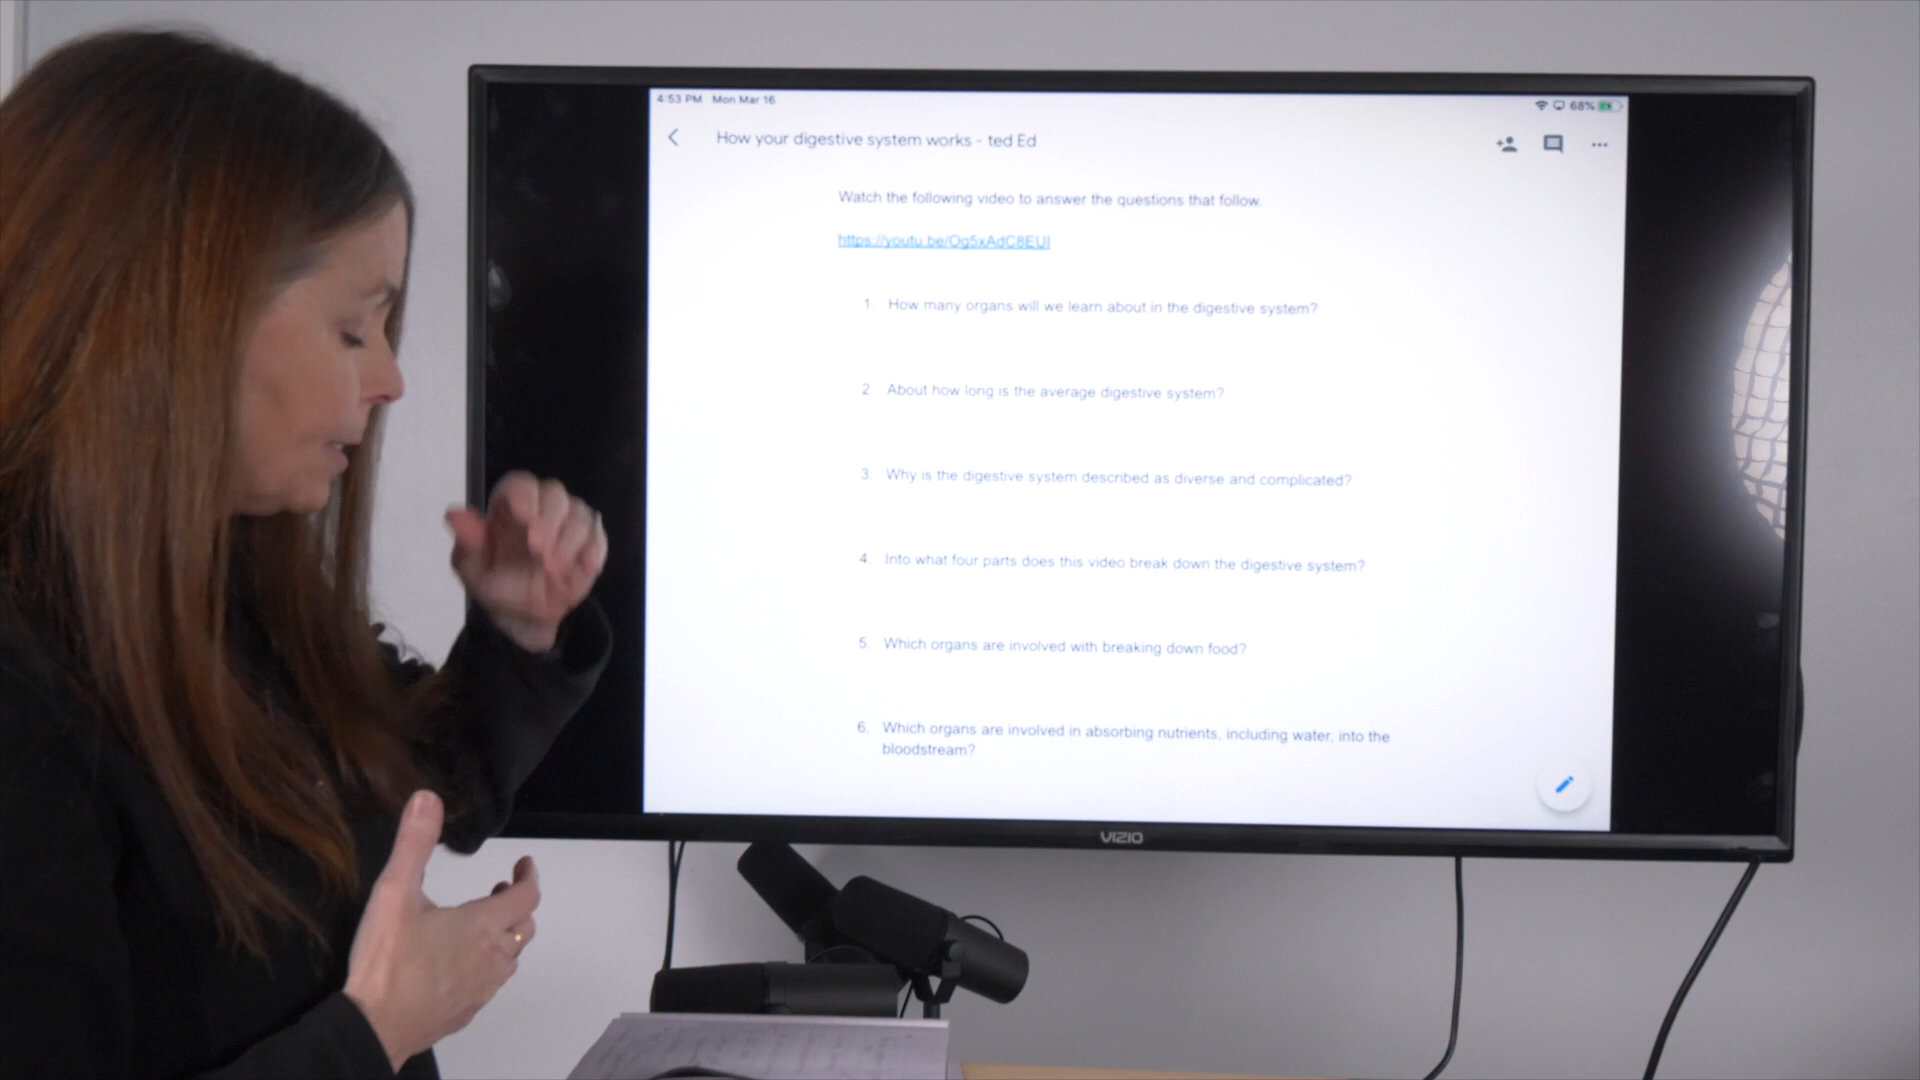 4:53 PM Mon Mar 16
68%
How your digestive system works - ted Ed
Watch the following video to answer the questions that follow.
https://youtu.be/Og5xAdC8EUI
1. How many organs will we learn about in the digestive system?
2. About how long is the average digestive system?
3. Why is the digestive system described as diverse and complicated?
4. Into what four parts does this video break down the digestive system?
5. Which organs are involved with breaking down food?
6. Which organs are involved in absorbing nutrients, including water, into the
bloodstream?
VIZIO